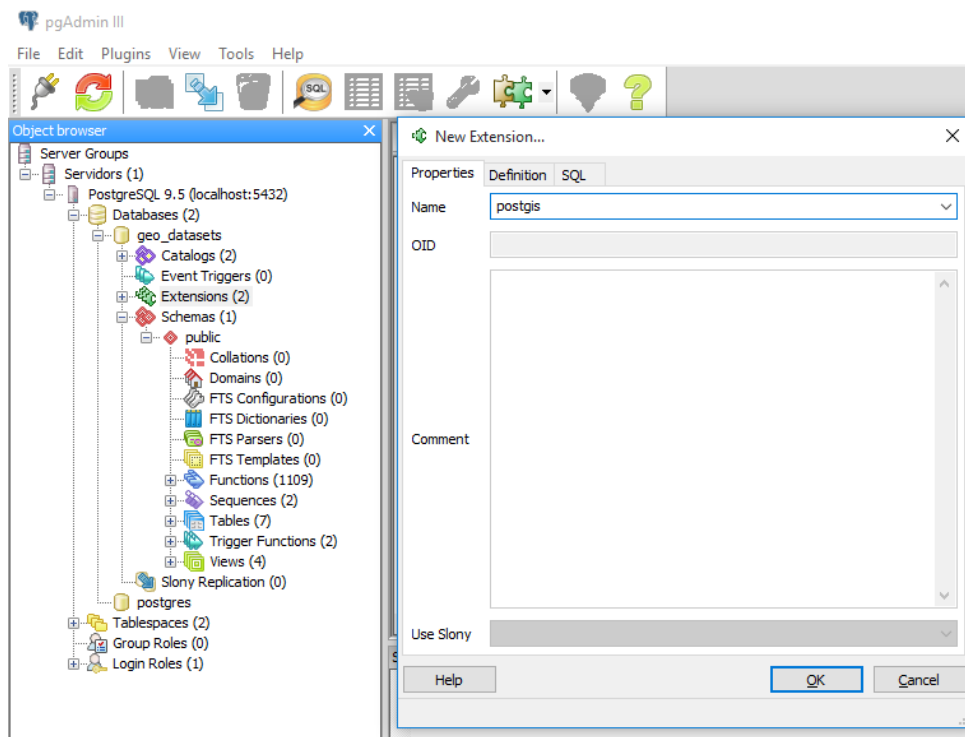 pgAdmin III
File Edit Plugins View Tools Help
SQL
Object browser
Server Groups
Servidors (1)
PostgreSQL 9.5 (localhost:5432)
Databases (2)
geo_datasets
Catalogs (2)
Event Triggers (0)
Extensions (2)
Schemas (1)
public
Collations (0)
Domains (0)
FTS Configurations (0)
FTS Dictionaries (0)
FTS Parsers (0)
FTS Templates (0)
Functions (1109)
Sequences (2)
Tables (7)
Trigger Functions (2)
Views (4)
Slony Replication (0)
postgres
Tablespaces (2)
Group Roles (0)
Login Roles (1)
New Extension...
Properties Definition SQL
Name postgis
OID
Comment
Use Slony
Help OK Cancel